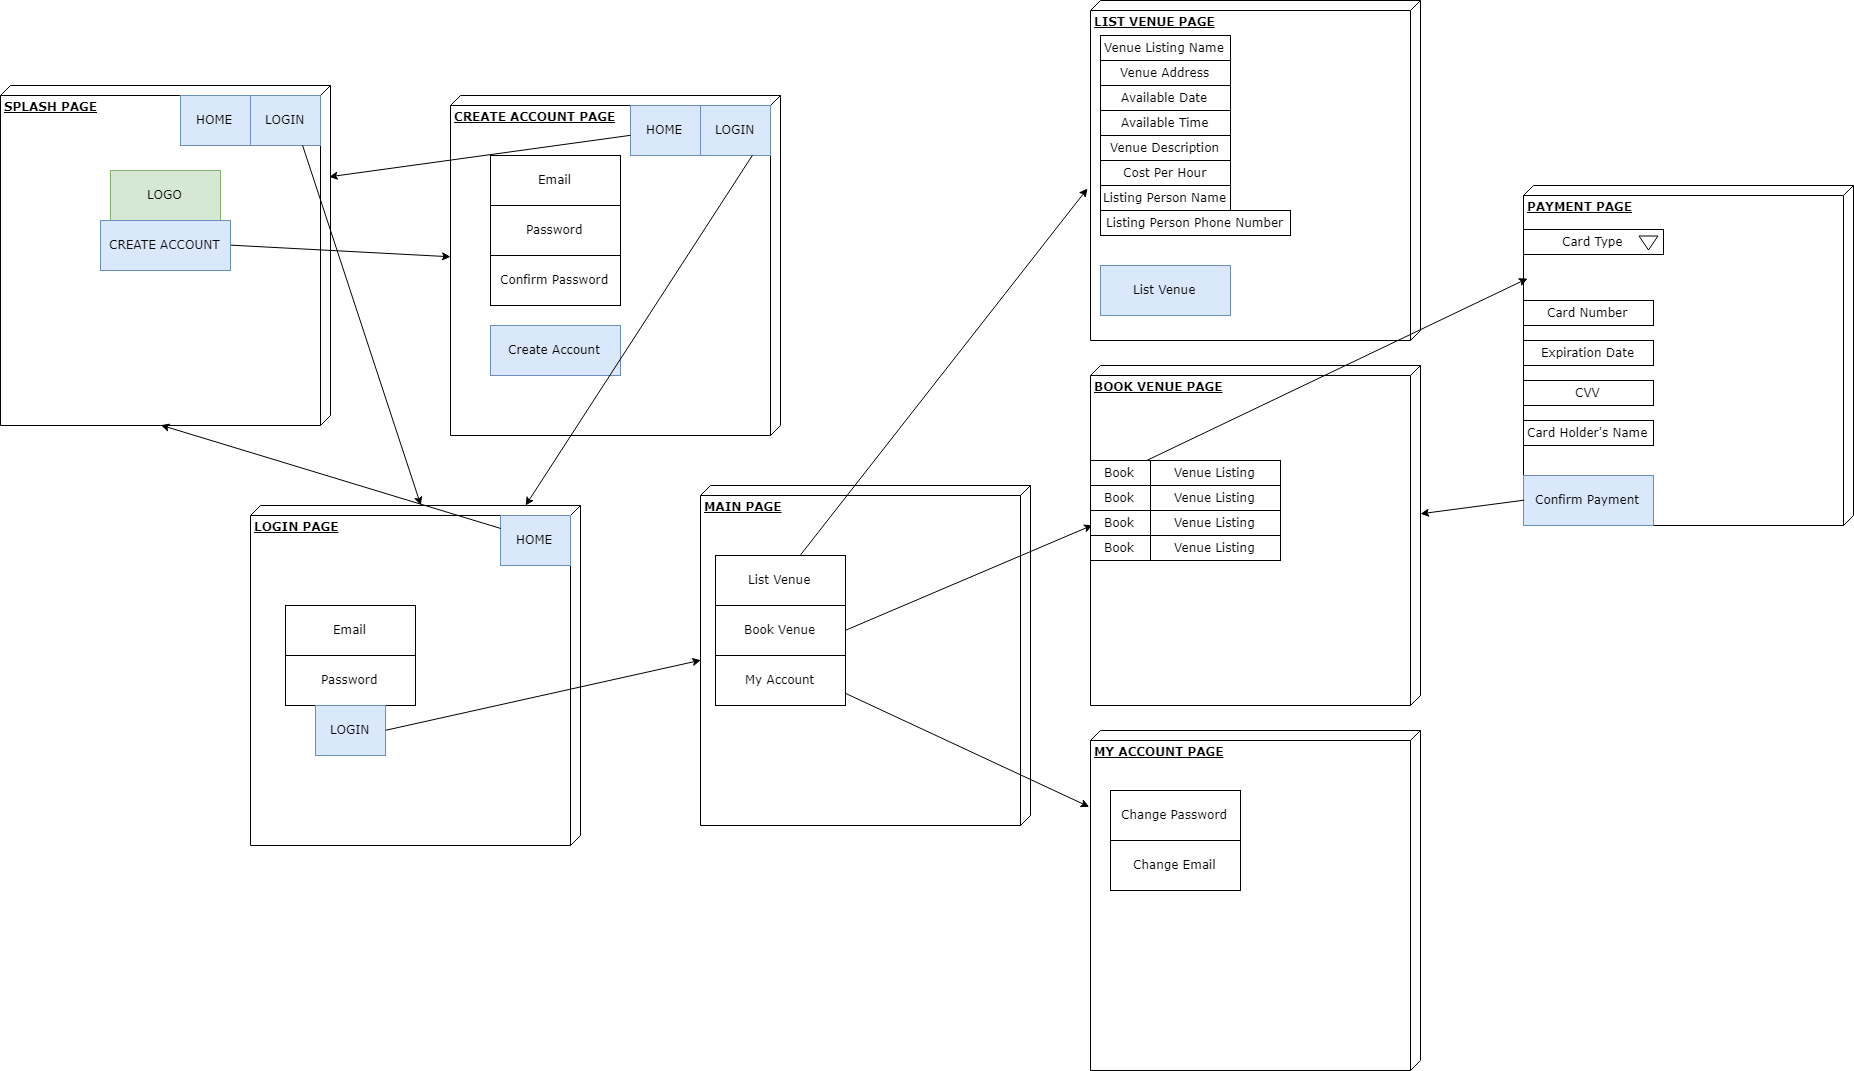 SPLASH PAGE
HOME
LOGIN
LOGO
CREATE ACCOUNT
CREATE ACCOUNT PAGE
HOME
LOGIN
Email
Password
Confirm Password
Create Account
LOGIN PAGE
HOME
Email
Password
LOGIN
MAIN PAGE
List Venue
Book Venue
My Account
LIST VENUE PAGE
Venue Listing Name
Venue Address
Available Date
Available Time
Venue Description
Cost Per Hour
Listing Person Name
Listing Person Phone Number
List Venue
BOOK VENUE PAGE
Book Venue Listing
Book Venue Listing
Book Venue Listing
Book Venue Listing
MY ACCOUNT PAGE
Change Password
Change Email
PAYMENT PAGE
Card Type
Card Number
Expiration Date
CVV
Card Holder's Name
Confirm Payment